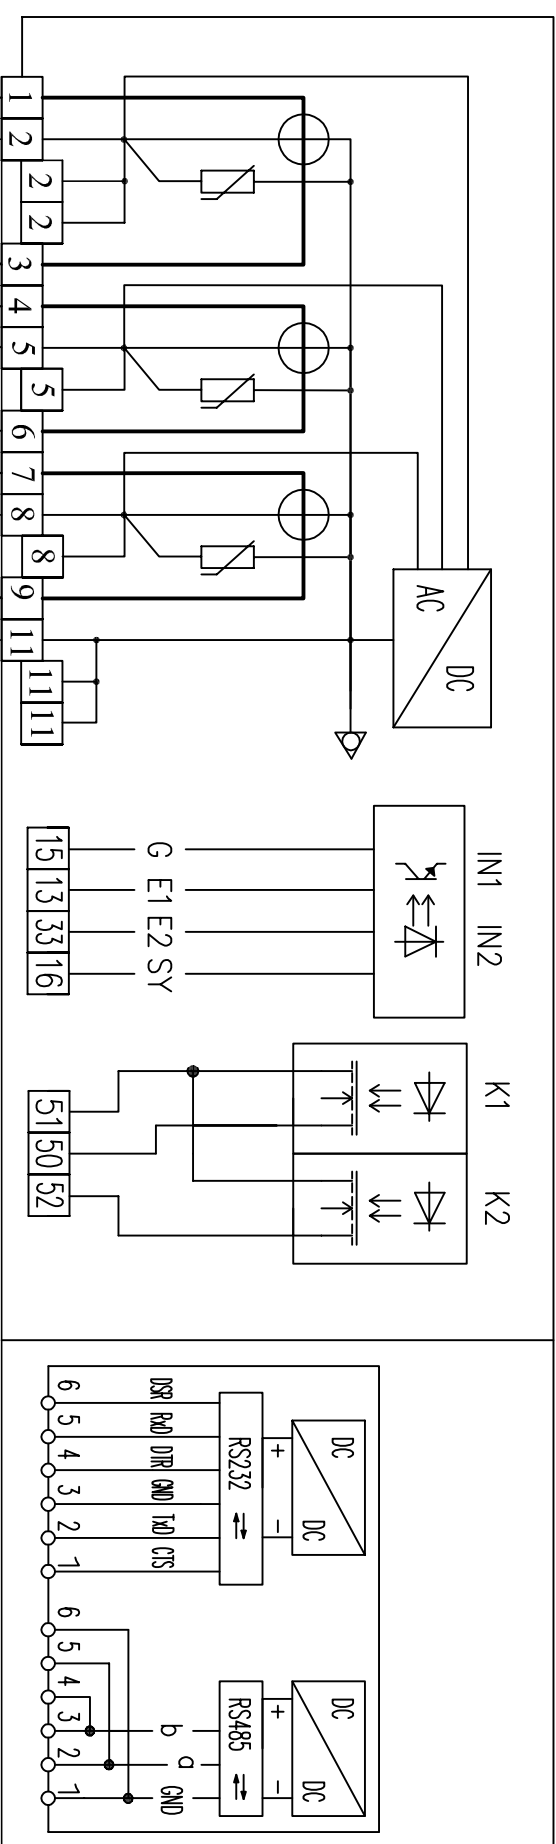 1
2
2
2
3
4
5
5
6
7
8
8
9
11
11
11
AC
DC
IN1 IN2
G E1 E2 SY
15 13 33 16
K1 K2
51 50 52
DC
DC
+ −
RS232
DSR RxD DTR GND TxD CTS
6 5 4 3 2 1
DC
DC
+ −
RS485
b a GND
6 5 4 3 2 1